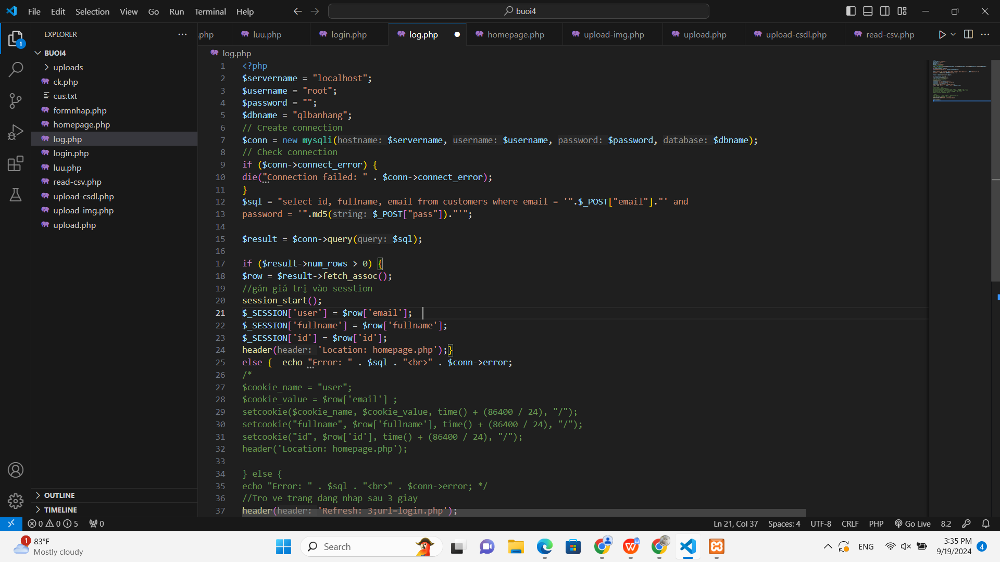 File Edit Selection View Go Run Terminal Help
buoi4
EXPLORER
.php luu.php login.php log.php homepage.php upload-img.php upload.php upload-csdl.php read-csv.php
1
BUOI4
uploads
ck.php
cus.txt
formnhap.php
homepage.php
log.php
login.php
luu.php
read-csv.php
upload-csdl.php
upload-img.php
upload.php
OUTLINE
TIMELINE
log.php
1 <?php
2 $servername = "localhost";
3 $username = "root";
4 $password = "";
5 $dbname = "qlbanhang";
6 // Create connection
7 $conn = new mysqli(hostname: $servername, username: $username, password: $password, database: $dbname);
8 // Check connection
9 if ($conn->connect_error) {
10 die("Connection failed: " . $conn->connect_error);
11 }
12 $sql = "select id, fullname, email from customers where email = '".$_POST["email"]."' and
13 password = '".md5(string: $_POST["pass"])."'";
14
15 $result = $conn->query(query: $sql);
16
17 if ($result->num_rows > 0) {
18 $row = $result->fetch_assoc();
19 //gán giá trị vào sesstion
20 session_start();
21 $_SESSION['user'] = $row['email'];
22 $_SESSION['fullname'] = $row['fullname'];
23 $_SESSION['id'] = $row['id'];
24 header(header: 'Location: homepage.php');}
25 else {  echo "Error: " . $sql . "<br>" . $conn->error;
26 /*
27 $cookie_name = "user";
28 $cookie_value = $row['email'] ;
29 setcookie($cookie_name, $cookie_value, time() + (86400 / 24), "/");
30 setcookie("fullname", $row['fullname'], time() + (86400 / 24), "/");
31 setcookie("id", $row['id'], time() + (86400 / 24), "/");
32 header('Location: homepage.php');
33
34 } else {
35 echo "Error: " . $sql . "<br>" . $conn->error; */
36 //Tro ve trang dang nhap sau 3 giay
37 header(header: 'Refresh: 3;url=login.php');
0 0 5 0
Ln 21, Col 37 Spaces: 4 UTF-8 CRLF PHP Go Live 8.2
1
83°F
Mostly cloudy
Search
ENG
3:35 PM
9/19/2024
4